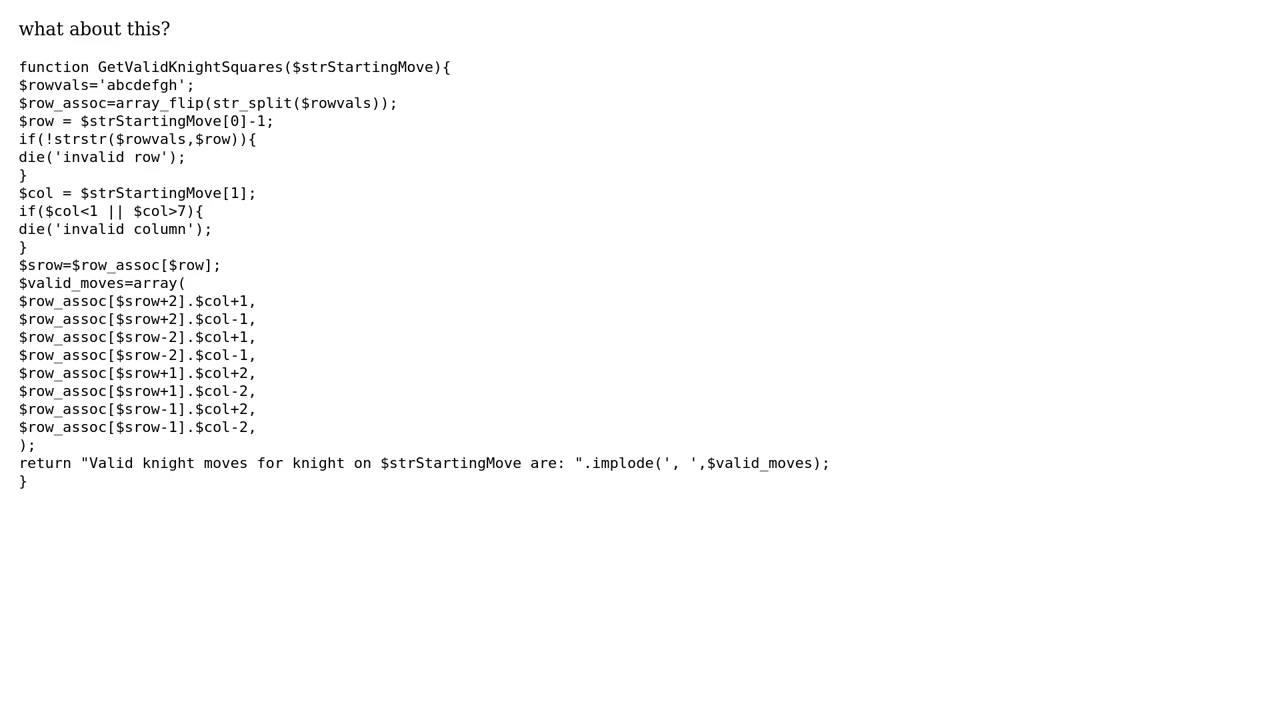 what about this?
function GetValidKnightSquares($strStartingMove){
$rowvals='abcdefgh';
$row_assoc=array_flip(str_split($rowvals));
$row = $strStartingMove[0]-1;
if(!strstr($rowvals,$row)){
die('invalid row');
}
$col = $strStartingMove[1];
if($col<1 || $col>7){
die('invalid column');
}
$srow=$row_assoc[$row];
$valid_moves=array(
$row_assoc[$srow+2].$col+1,
$row_assoc[$srow+2].$col-1,
$row_assoc[$srow-2].$col+1,
$row_assoc[$srow-2].$col-1,
$row_assoc[$srow+1].$col+2,
$row_assoc[$srow+1].$col-2,
$row_assoc[$srow-1].$col+2,
$row_assoc[$srow-1].$col-2,
);
return "Valid knight moves for knight on $strStartingMove are: ".implode(', ',$valid_moves);
}